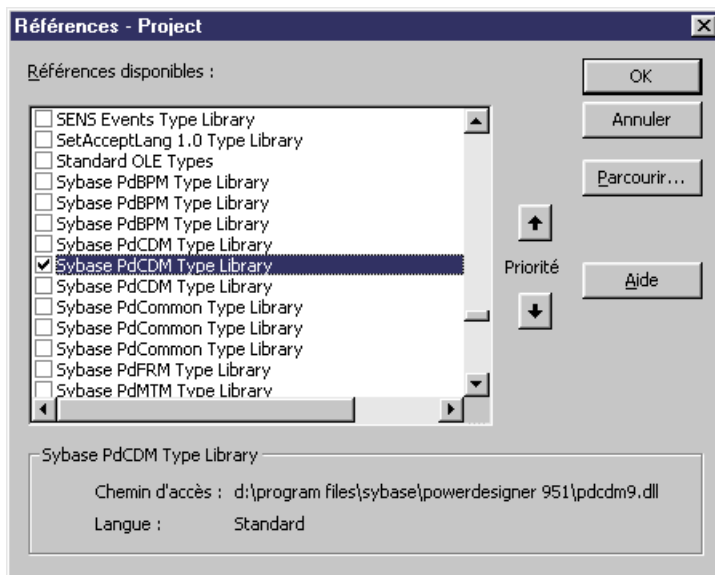 Références - Project
Références disponibles :
SENS Events Type Library
SetAcceptLang 1.0 Type Library
Standard OLE Types
Sybase PdBPM Type Library
Sybase PdBPM Type Library
Sybase PdBPM Type Library
Sybase PdCDM Type Library
Sybase PdCDM Type Library
Sybase PdCDM Type Library
Sybase PdCommon Type Library
Sybase PdCommon Type Library
Sybase PdCommon Type Library
Sybase PdFRM Type Library
Sybase PdMTM Type Library
Priorité
OK
Annuler
Parcourir...
Aide
Sybase PdCDM Type Library
Chemin d'accès : d:\program files\sybase\powerdesigner 951\pdcdm9.dll
Langue : Standard